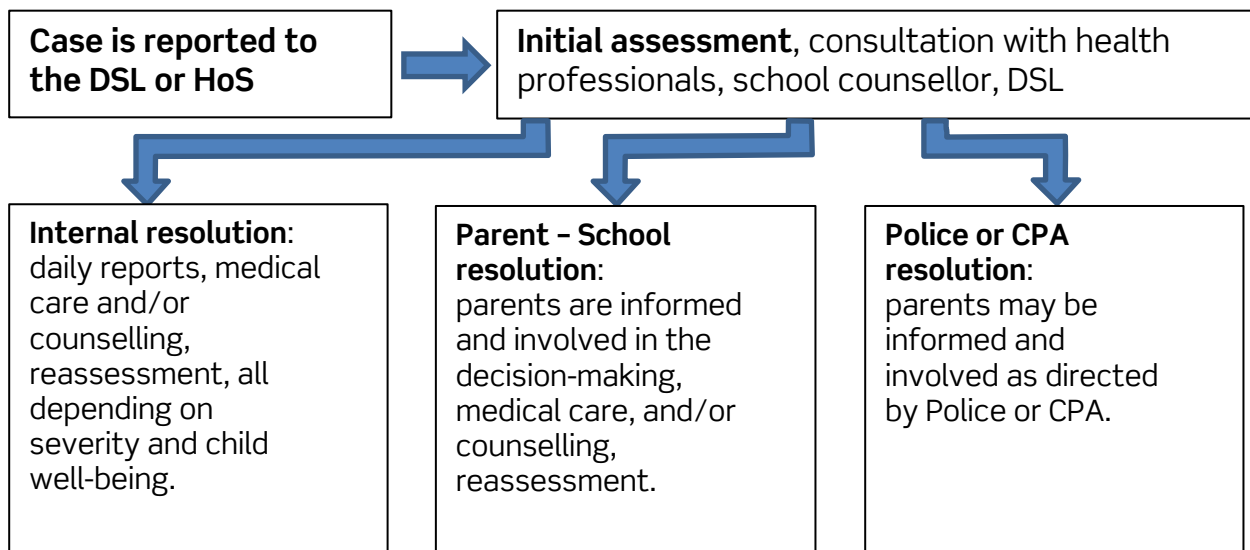 Case is reported to
the DSL or HoS
Initial assessment, consultation with health
professionals, school counsellor, DSL
Internal resolution:
daily reports, medical
care and/or
counselling,
reassessment, all
depending on
severity and child
well-being.
Parent – School
resolution:
parents are informed
and involved in the
decision-making,
medical care, and/or
counselling,
reassessment.
Police or CPA
resolution:
parents may be
informed and
involved as directed
by Police or CPA.